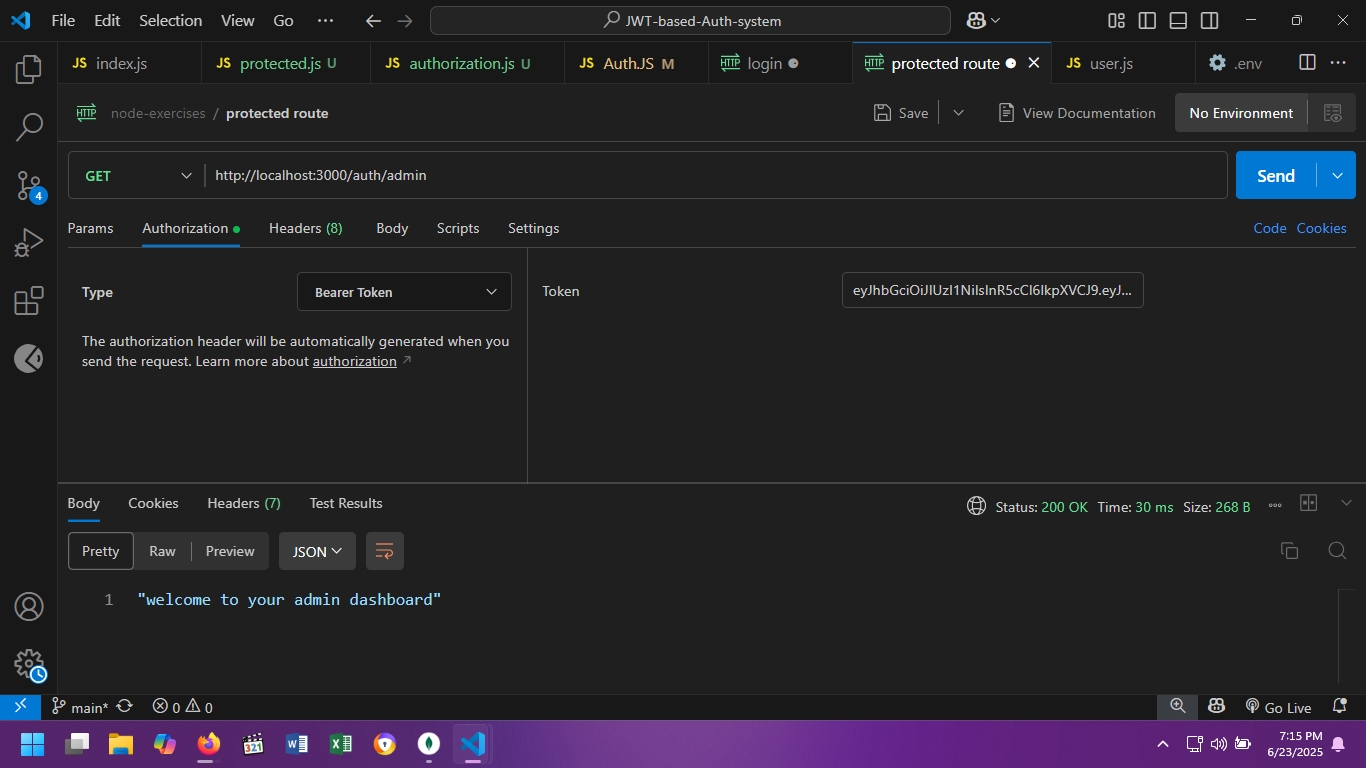 File Edit Selection View Go ··· JWT-based-Auth-system
JS index.js JS protected.js U JS authorization.js U JS Auth.JS M HTTP login HTTP protected route JS user.js .env ···
HTTP node-exercises / protected route Save View Documentation No Environment
GET http://localhost:3000/auth/admin Send
Params Authorization Headers (8) Body Scripts Settings Code Cookies
Type Bearer Token Token eyJhbGciOiJIUzI1NiIsInR5cCI6IkpXVCJ9.eyJ...
The authorization header will be automatically generated when you
send the request. Learn more about authorization
4
Body Cookies Headers (7) Test Results Status: 200 OK Time: 30 ms Size: 268 B
Pretty Raw Preview JSON
1 "welcome to your admin dashboard"
main* 0 0 Go Live
321
7:15 PM
6/23/2025